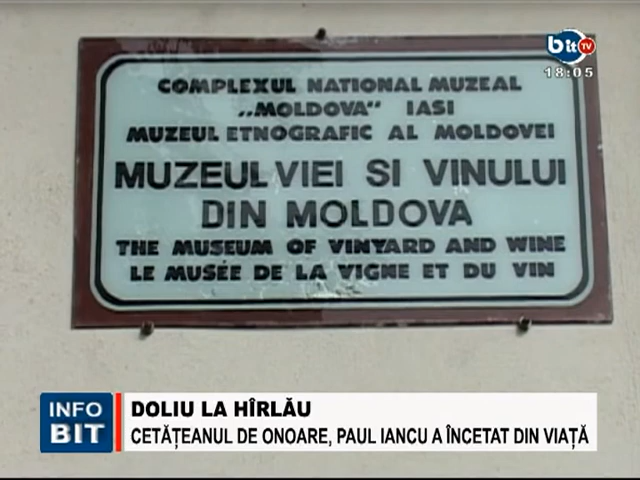 bit TV
18:05
COMPLEXUL NATIONAL MUZEAL
„MOLDOVA" IASI
MUZEUL ETNOGRAFIC AL MOLDOVEI
MUZEUL VIEI SI VINULUI
DIN MOLDOVA
THE MUSEUM OF VINYARD AND WINE
LE MUSÉE DE LA VIGNE ET DU VIN
INFO
BIT
DOLIU LA HÎRLĂU
CETĂȚEANUL DE ONOARE, PAUL IANCU A ÎNCETAT DIN VIAȚĂ